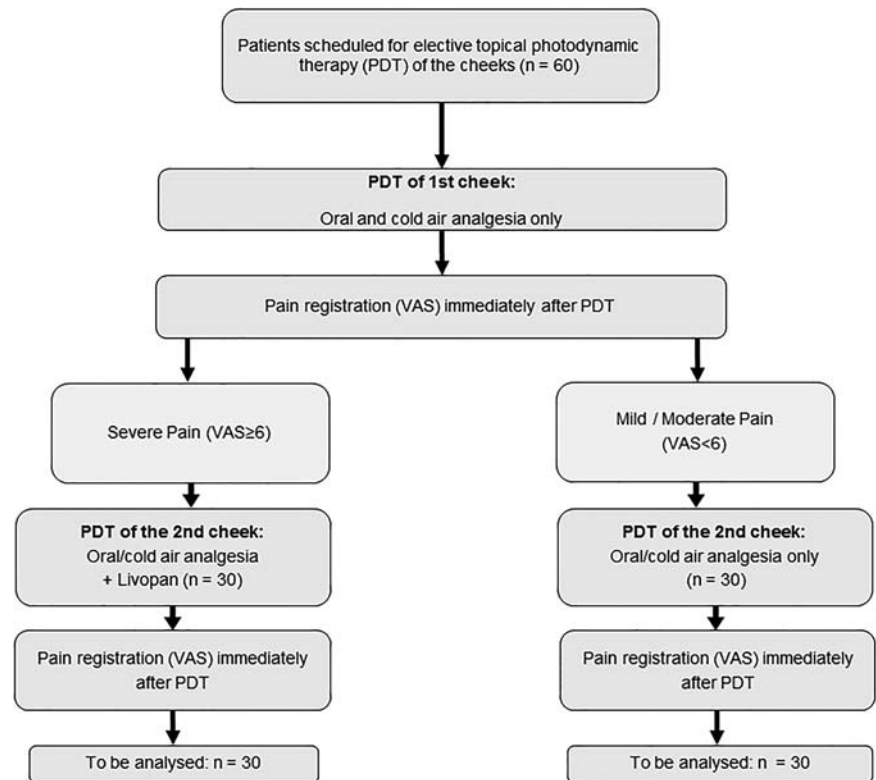 Patients scheduled for elective topical photodynamic
therapy (PDT) of the cheeks (n = 60)
PDT of 1st cheek:
Oral and cold air analgesia only
Pain registration (VAS) immediately after PDT
Severe Pain (VAS≥6)
Mild / Moderate Pain
(VAS<6)
PDT of the 2nd cheek:
Oral/cold air analgesia
+ Livopan (n = 30)
PDT of the 2nd cheek:
Oral/cold air analgesia only
(n = 30)
Pain registration (VAS) immediately
after PDT
Pain registration (VAS) immediately
after PDT
To be analysed: n = 30
To be analysed: n = 30